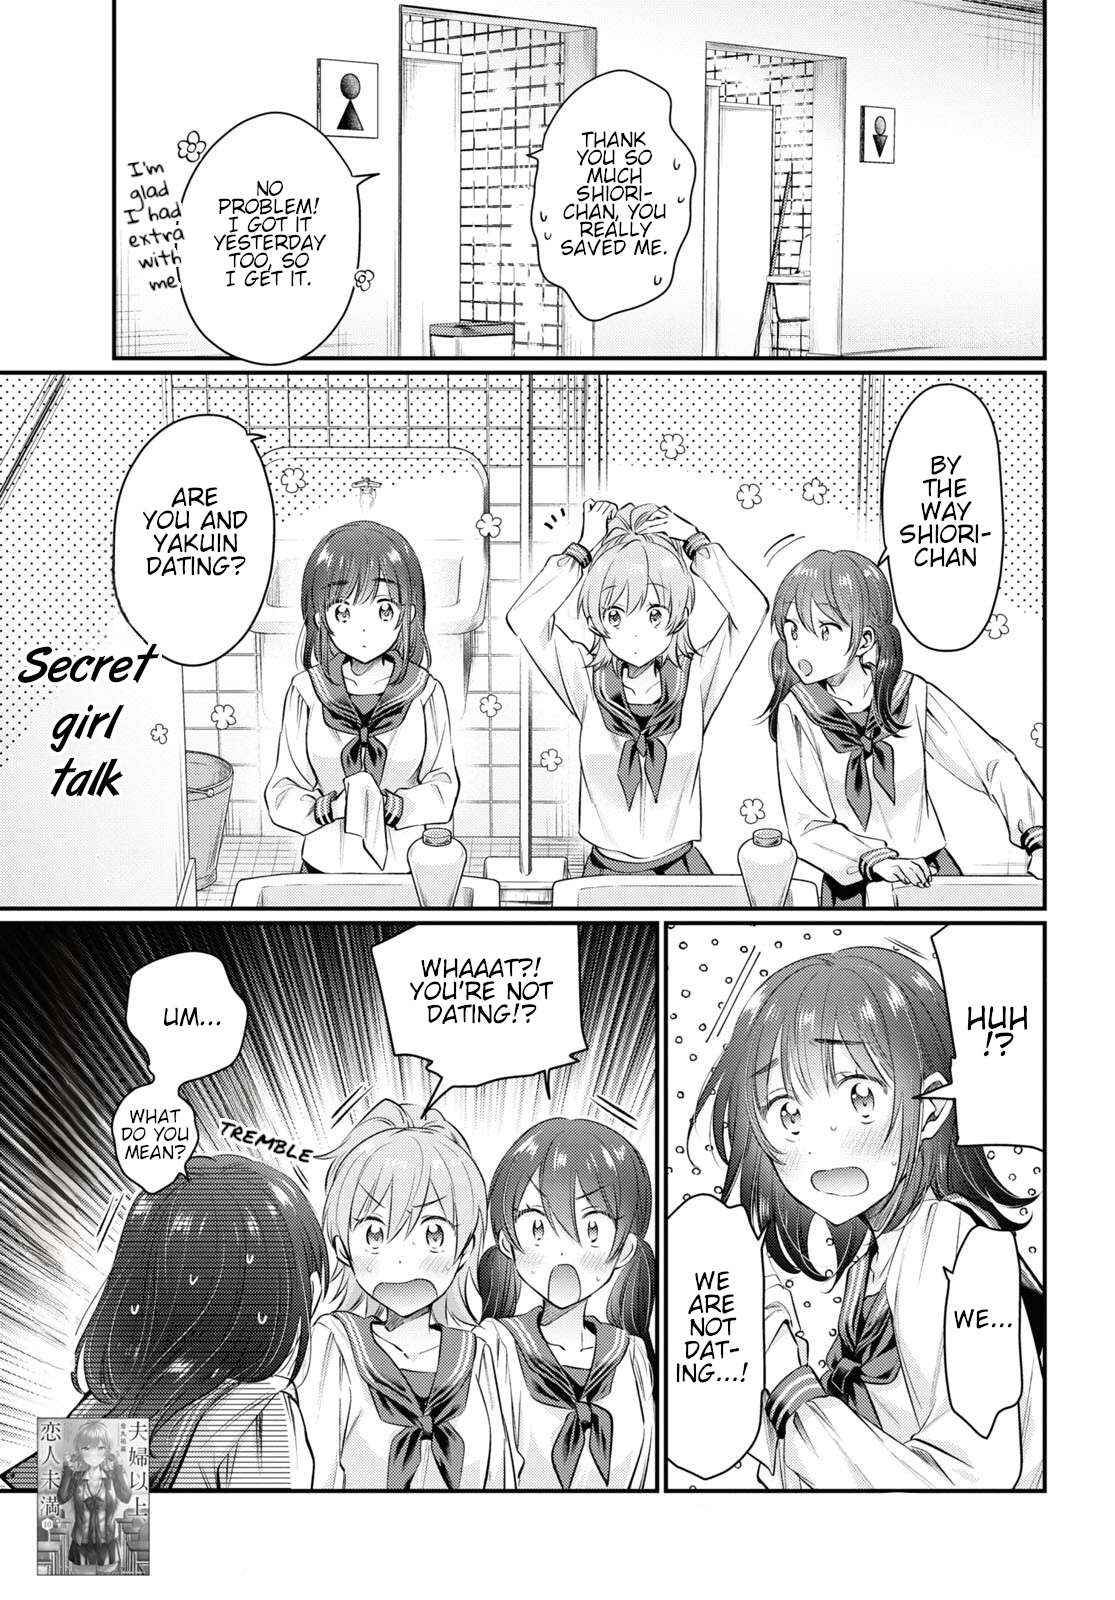 THANK
YOU SO
MUCH
SHIORI-
CHAN, YOU
REALLY
SAVED ME.
NO
PROBLEM!
I GOT IT
YESTERDAY
TOO, SO
I GET IT.
I'm
glad
I had
extra
with
me!
BY
THE
WAY
SHIORI-
CHAN
ARE
YOU AND
YAKUIN
DATING?
Secret
girl
talk
HUH
!?
WE...
WE
ARE
NOT
DAT-
ING...!
WHAAAT?!
YOU'RE NOT
DATING!?
UM...
WHAT
DO YOU
MEAN?
TREMBLE
夫婦以上、
恋人未満。
10